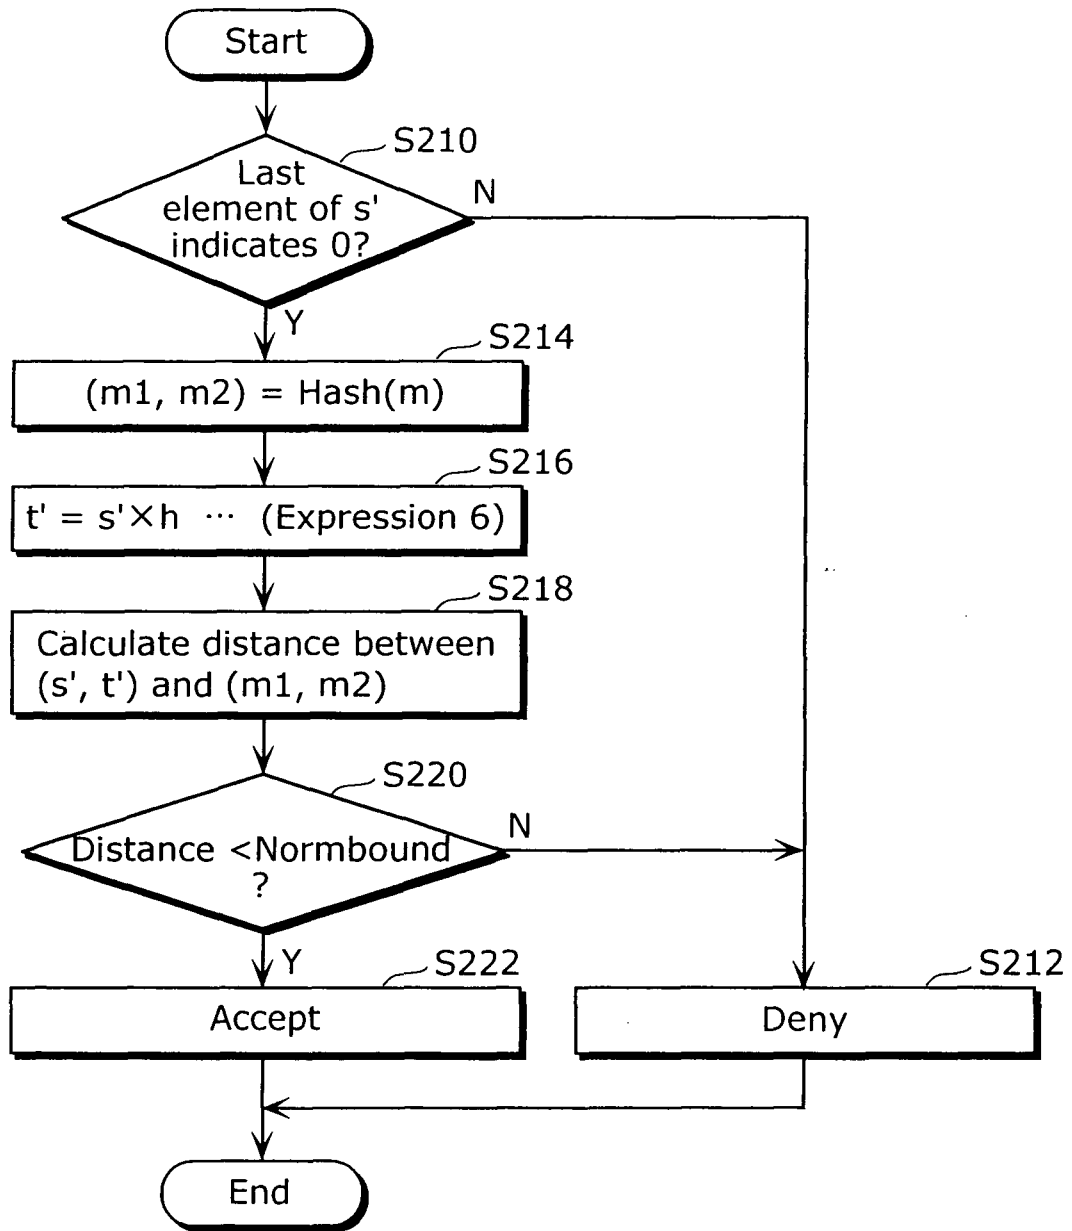 Start
S210
Last
element of s'
indicates 0?
N
Y
S214
(m1, m2) = Hash(m)
S216
t' = s'×h ··· (Expression 6)
S218
Calculate distance between
(s', t') and (m1, m2)
S220
Distance <Normbound
?
N
Y
S222
Accept
S212
Deny
End